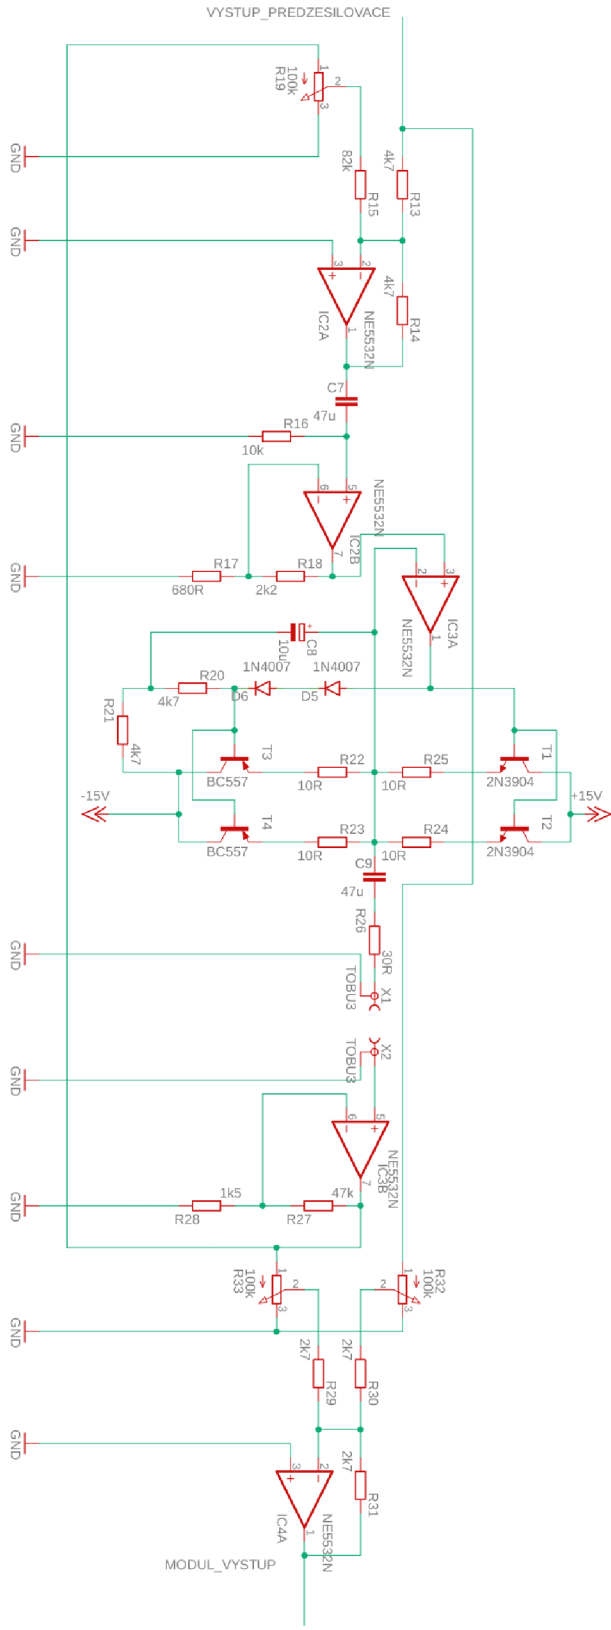 VYSTUP_PREDZESILOVACE
1
100k
R19
2
3
GND
82k
R15
4k7
R13
GND
3
2
+
-
IC2A
NE5532N
1
4k7
R14
C7
47u
GND
R16
10k
6
5
-
+
NE5532N
IC2B
7
GND
R17
680R
R18
2k2
2
3
-
+
IC3A
NE5532N
1
C8
+
10u
1N4007
1N4007
D6
D5
R20
4k7
R21
4k7
T3
R22
R25
T1
BC557
10R
10R
2N3904
-15V
+15V
T4
R23
R24
T2
BC557
10R
10R
2N3904
C9
47u
R26
30R
GND
TOBU3
X1
X2
TOBU3
GND
6
5
-
+
NE5532N
IC3B
7
GND
1k5
R28
47k
R27
1
100k
R33
2
3
1
R32
100k
2
3
GND
2k7
R29
2k7
R30
GND
3
2
+
-
IC4A
NE5532N
1
2k7
R31
MODUL_VYSTUP